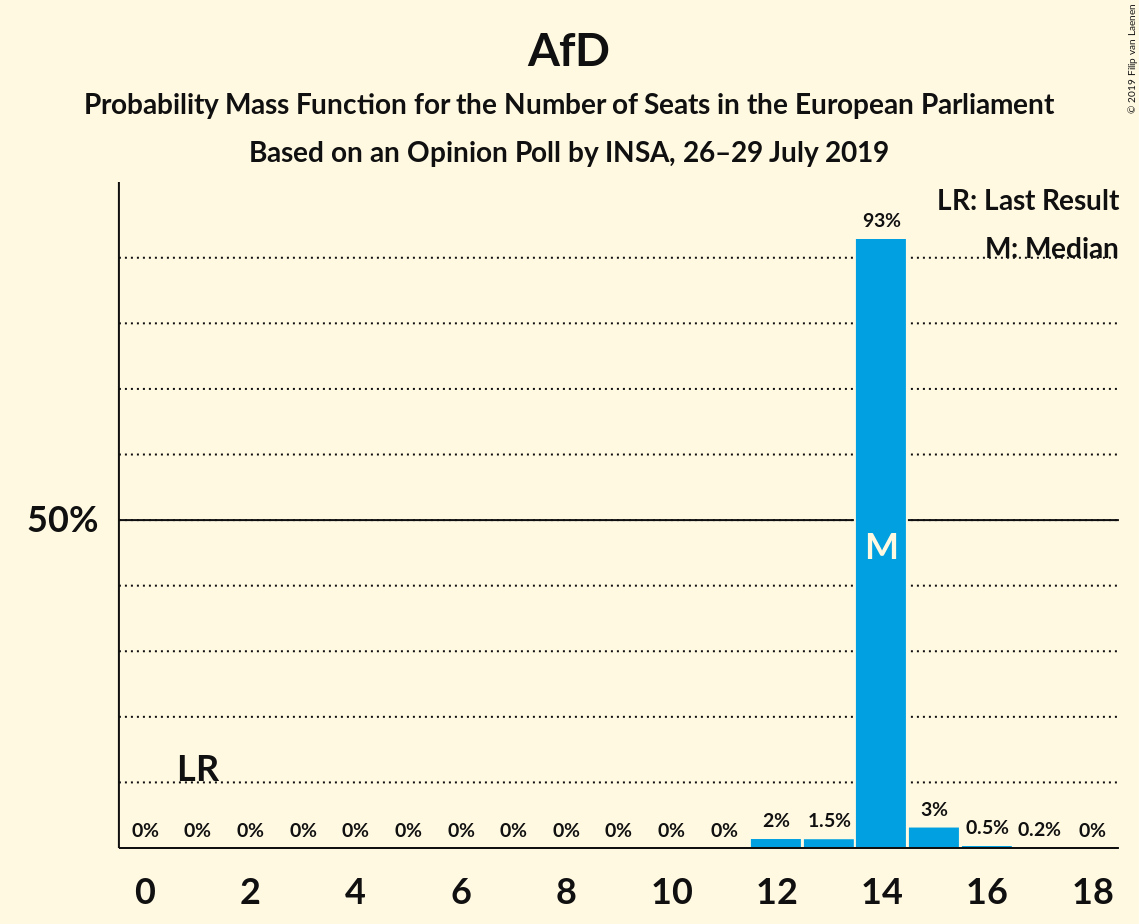 AfD
Probability Mass Function for the Number of Seats in the European Parliament
Based on an Opinion Poll by INSA, 26–29 July 2019
© 2019 Filip van Laenen
LR: Last Result
M: Median
93%
50%
M
LR
0% 0% 0% 0% 0% 0% 0% 0% 0% 0% 0% 0% 2% 1.5% 3% 0.5% 0.2% 0%
0 2 4 6 8 10 12 14 16 18